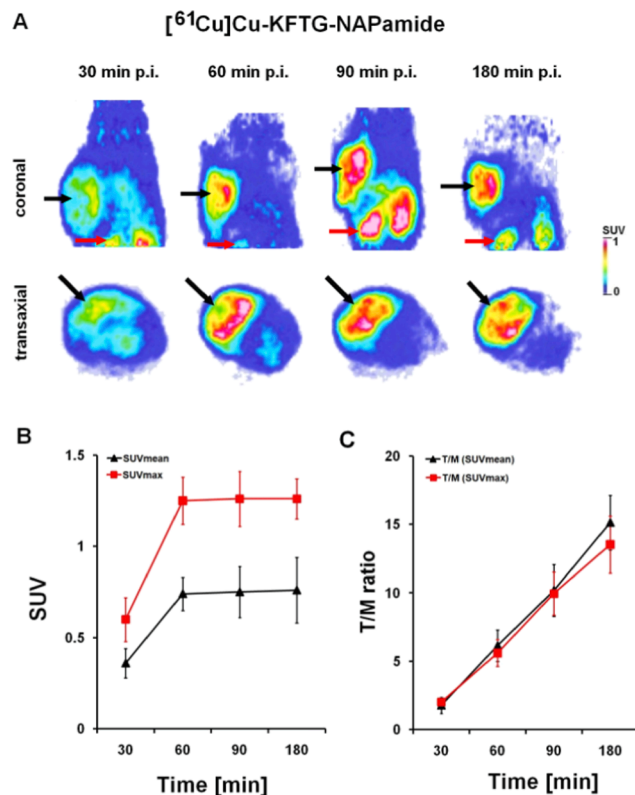 A
[⁶¹Cu]Cu-KFTG-NAPamide
30 min p.i. 60 min p.i. 90 min p.i. 180 min p.i.
coronal
SUV
1
0
transaxial
B
SUVmean
SUVmax
1.5
1
0.5
0
SUV
30 60 90 180
Time [min]
C
T/M (SUVmean)
T/M (SUVmax)
20
15
10
5
0
T/M ratio
30 60 90 180
Time [min]